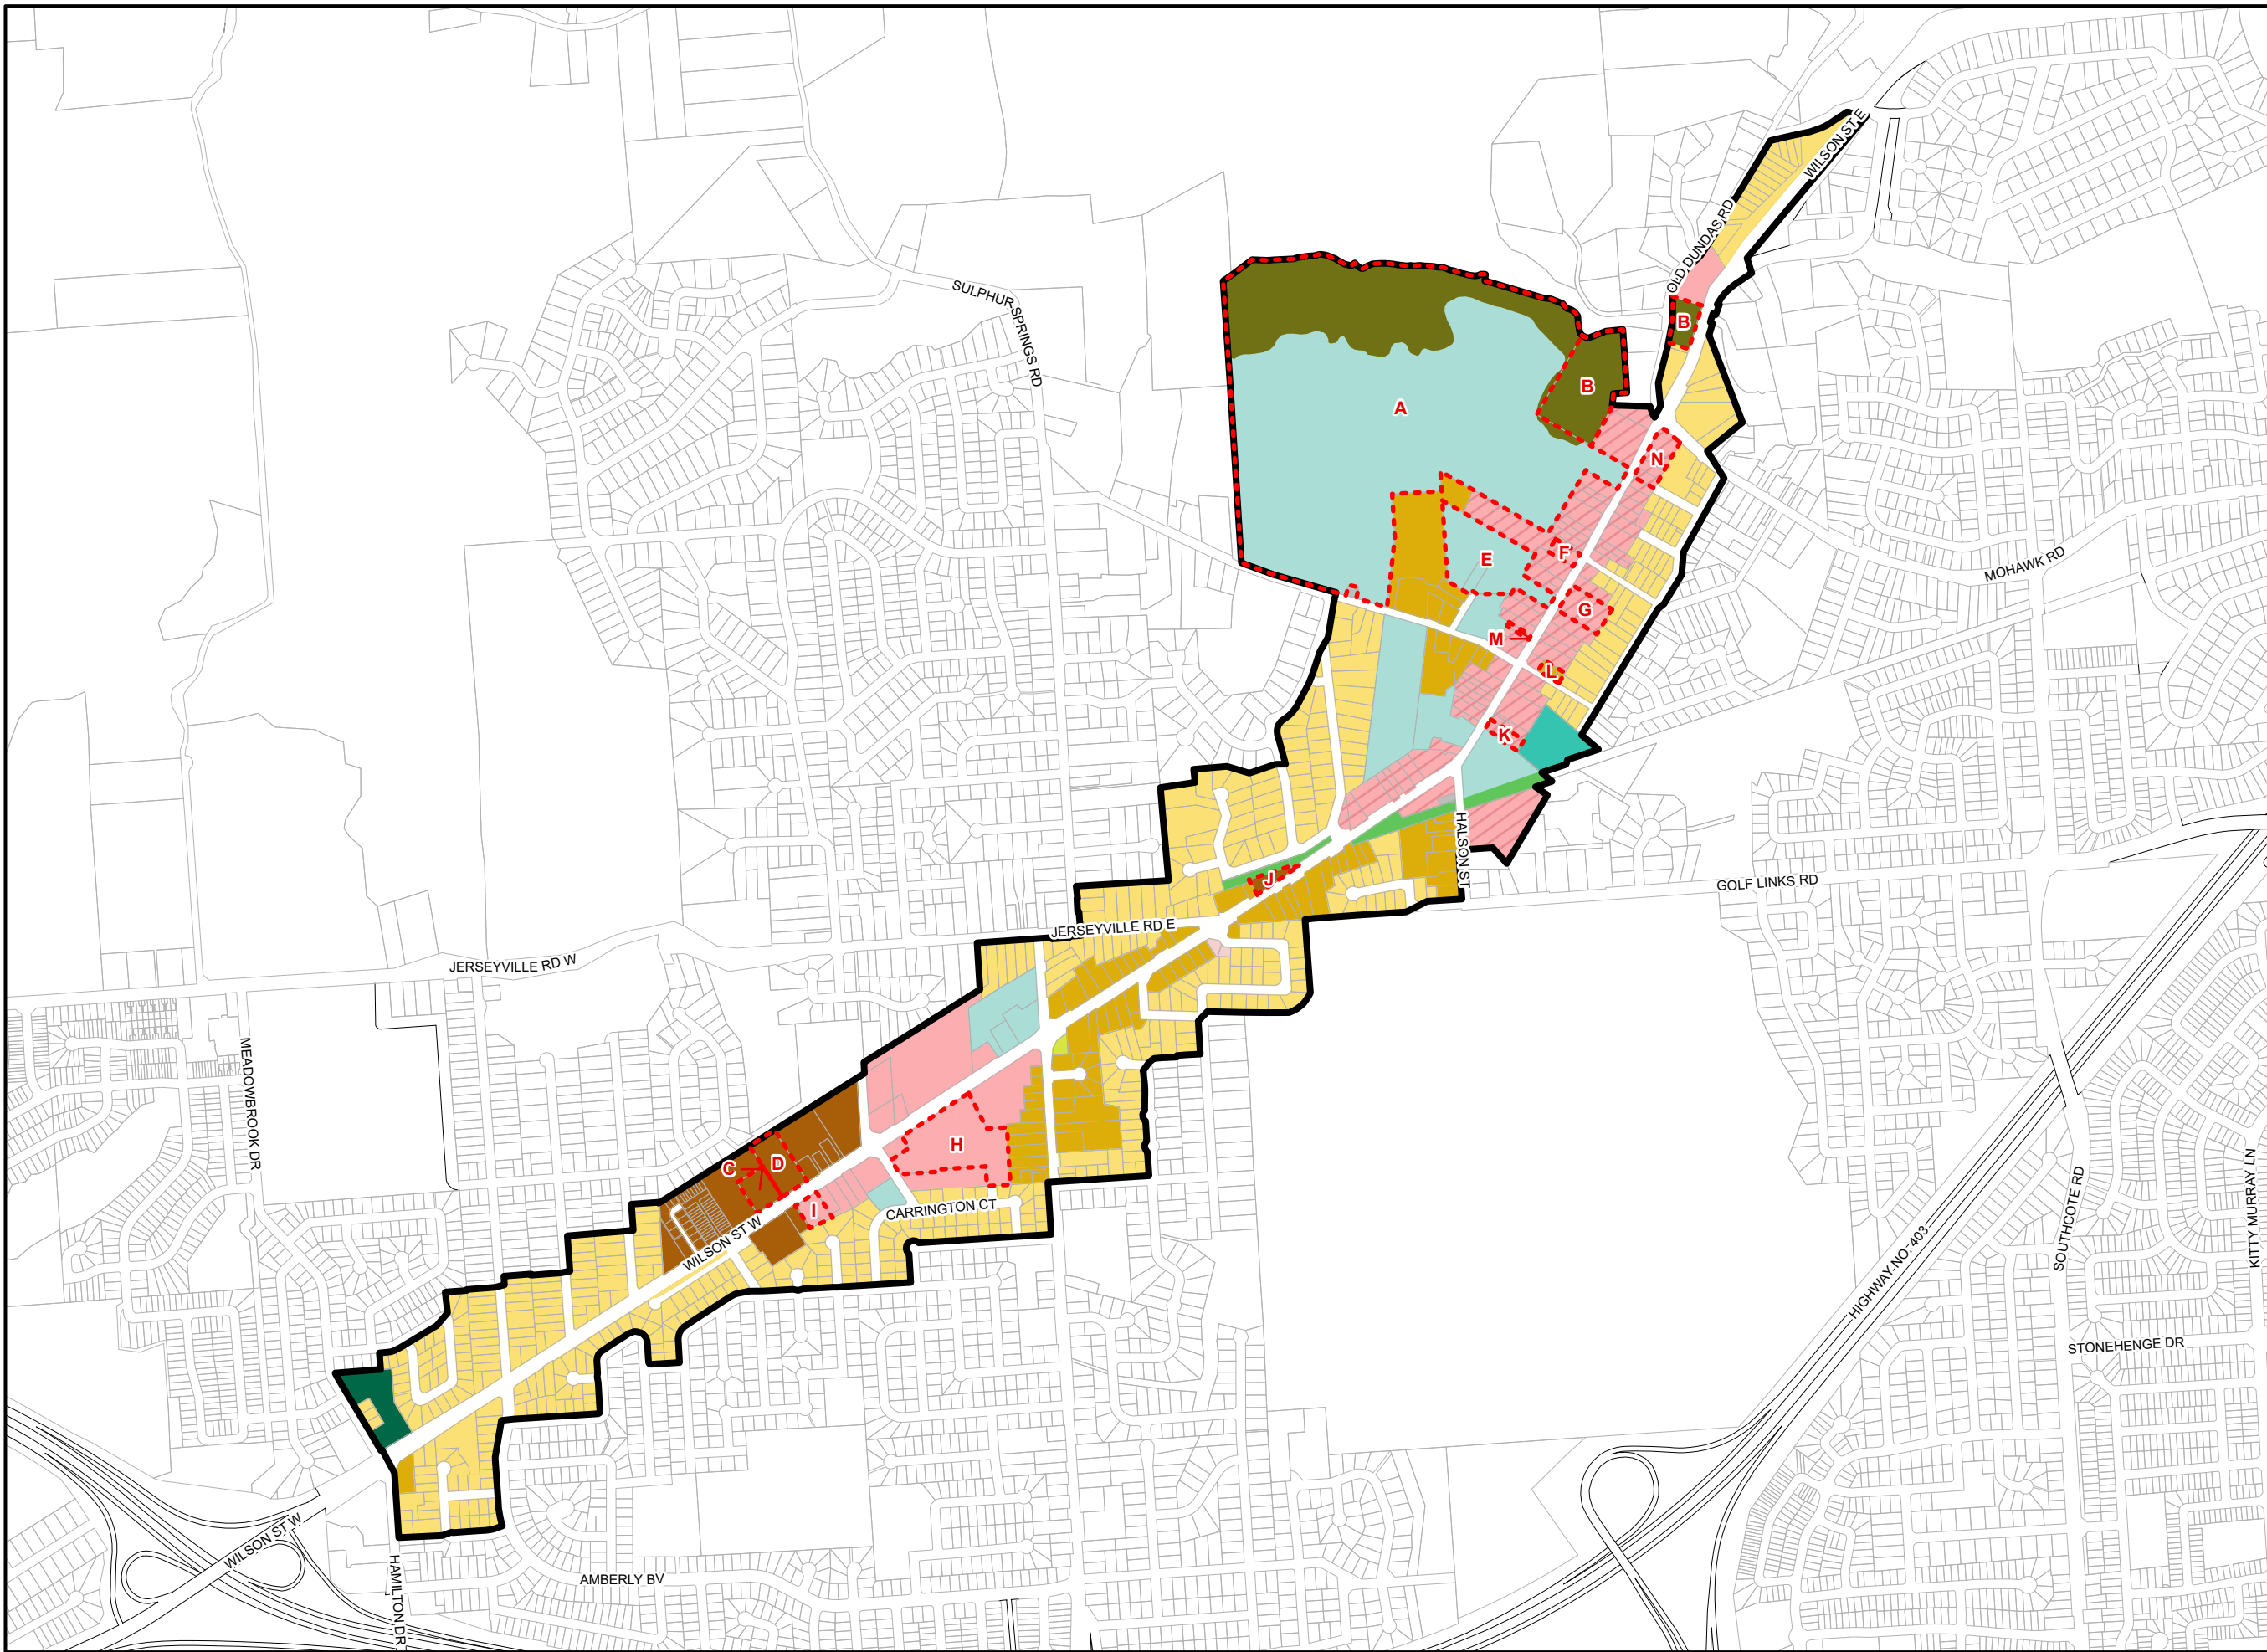 WILSON ST E
OLD DUNDAS RD
SULPHUR SPRINGS RD
B
B
A
N
F
E
G
M
L
K
MOHAWK RD
HALSON ST
J
GOLF LINKS RD
JERSEYVILLE RD E
JERSEYVILLE RD W
MEADOWBROOK DR
H
C
D
I
CARRINGTON CT
WILSON ST W
SOUTHCOTE RD
KITTY MURRAY LN
HIGHWAY NO. 403
STONEHENGE DR
WILSON ST W
HAMILTON DR
AMBERLY BV